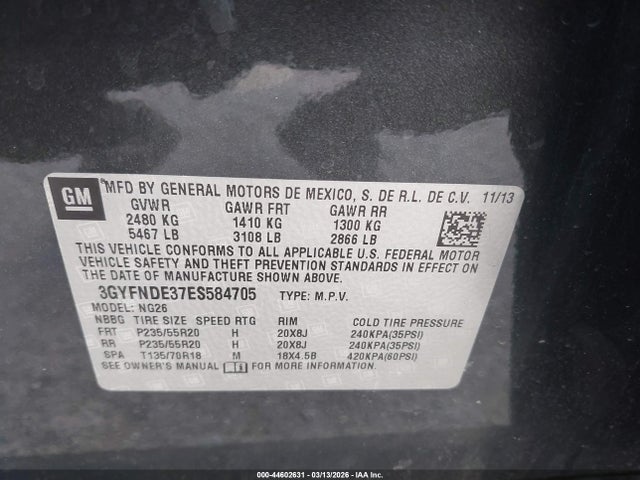 GM MFD BY GENERAL MOTORS DE MEXICO, S. DE R.L. DE C.V. 11/13
GVWR GAWR FRT GAWR RR
2480 KG 1410 KG 1300 KG
5467 LB 3108 LB 2866 LB
THIS VEHICLE CONFORMS TO ALL APPLICABLE U.S. FEDERAL MOTOR
VEHICLE SAFETY AND THEFT PREVENTION STANDARDS IN EFFECT
ON THE DATE OF MANUFACTURE SHOWN ABOVE.
3GYFNDE37ES584705 TYPE: M.P.V.
MODEL: NG26
NBBG TIRE SIZE SPEED RTG RIM COLD TIRE PRESSURE
FRT P235/55R20 H 20X8J 240KPA(35PSI)
RR P235/55R20 H 20X8J 240KPA(35PSI)
SPA T135/70R18 M 18X4.5B 420KPA(60PSI)
SEE OWNER'S MANUAL FOR MORE INFORMATION.
000-44602631 - 03/13/2026 - IAA Inc.